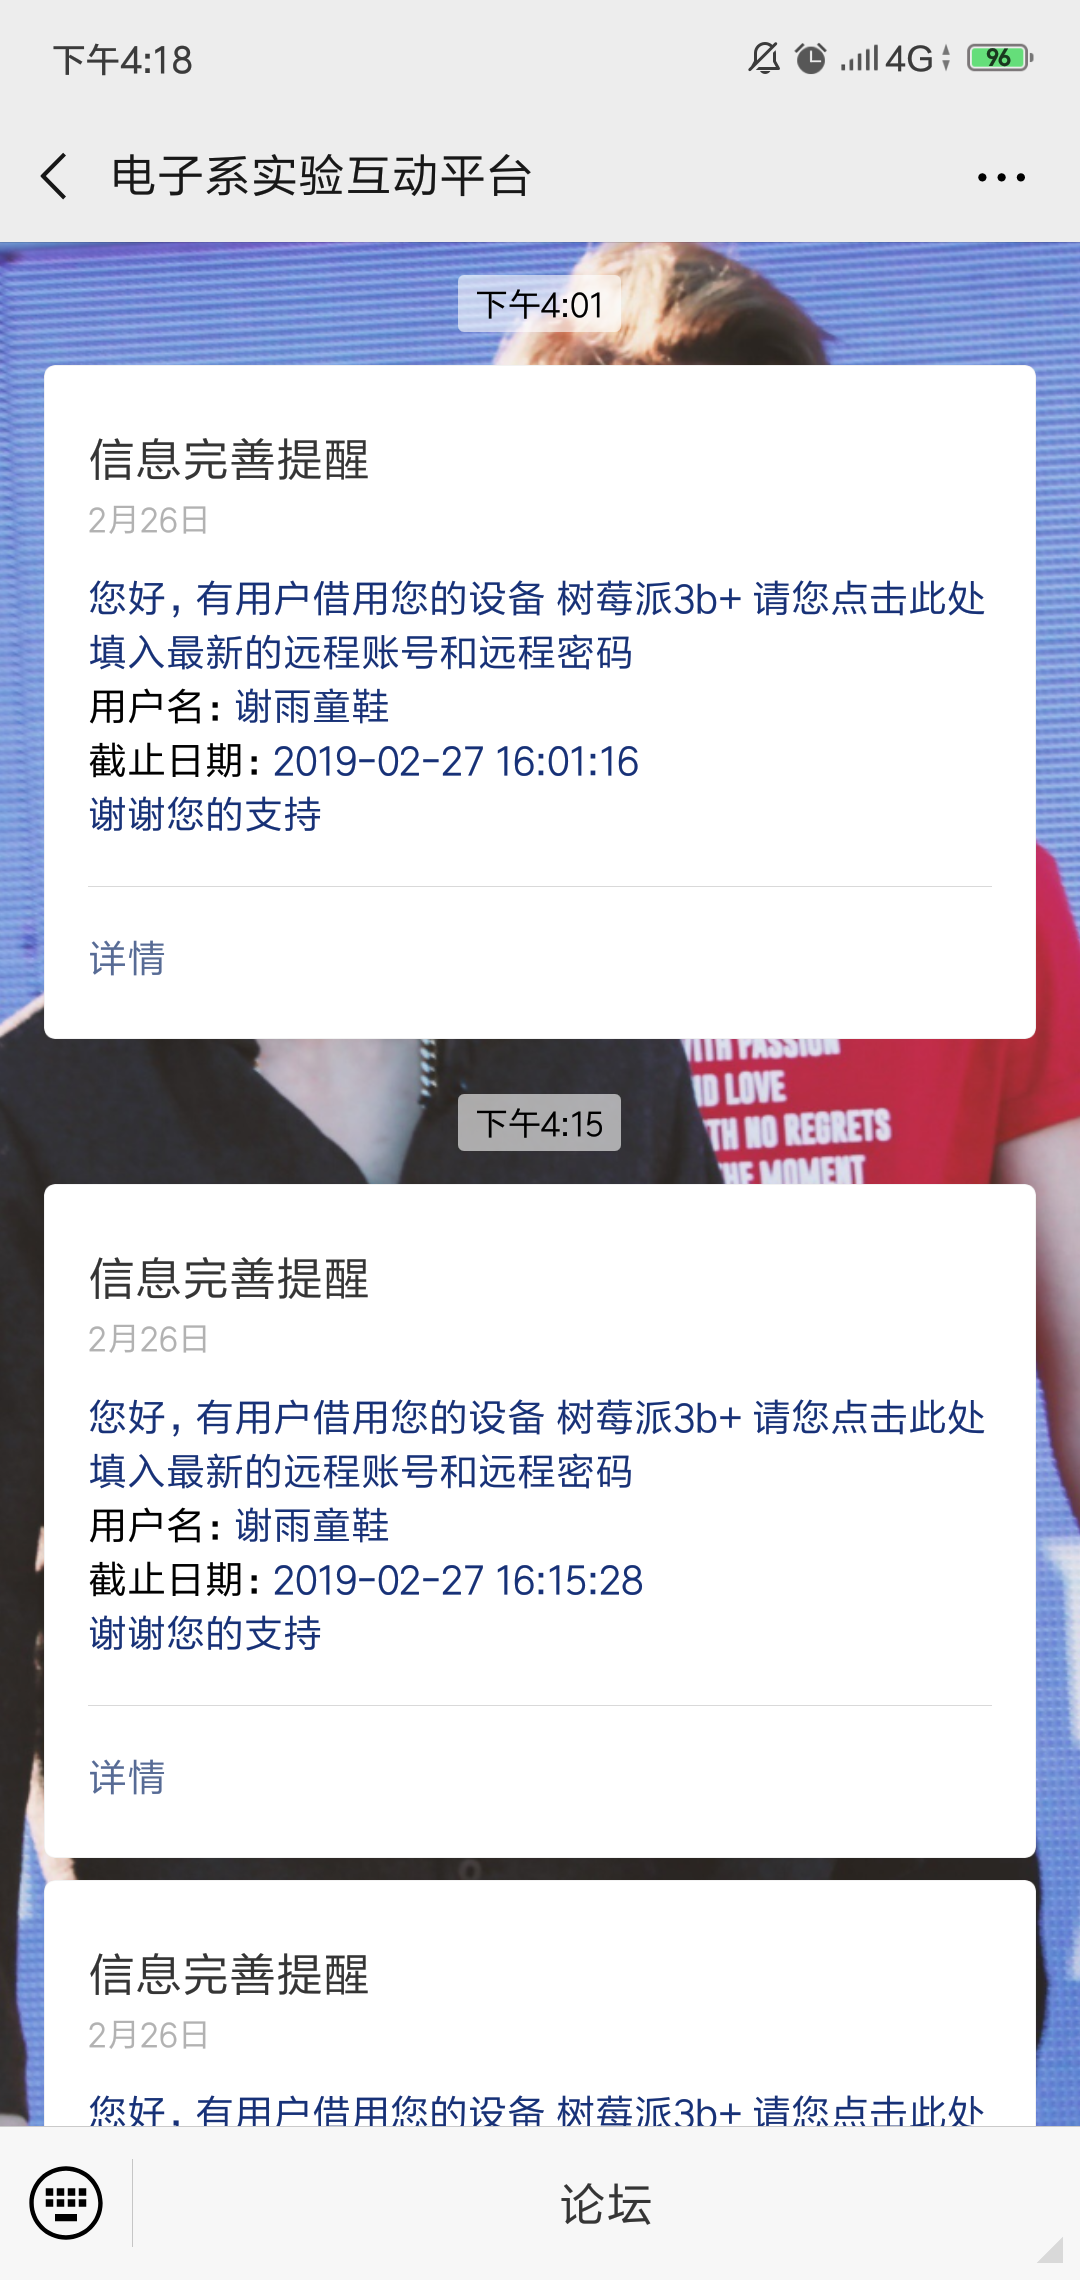 下午4:18
4G
96
电子系实验互动平台
下午4:01
信息完善提醒
2月26日
您好，有用户借用您的设备 树莓派3b+ 请您点击此处
填入最新的远程账号和远程密码
用户名：谢雨童鞋
截止日期：2019-02-27 16:01:16
谢谢您的支持
详情
WITH PASSION
ND LOVE
下午4:15
TH NO REGRETS
HE MOMENT
信息完善提醒
2月26日
您好，有用户借用您的设备 树莓派3b+ 请您点击此处
填入最新的远程账号和远程密码
用户名：谢雨童鞋
截止日期：2019-02-27 16:15:28
谢谢您的支持
详情
信息完善提醒
2月26日
您好，有用户借用您的设备 树莓派3b+ 请您点击此处
论坛